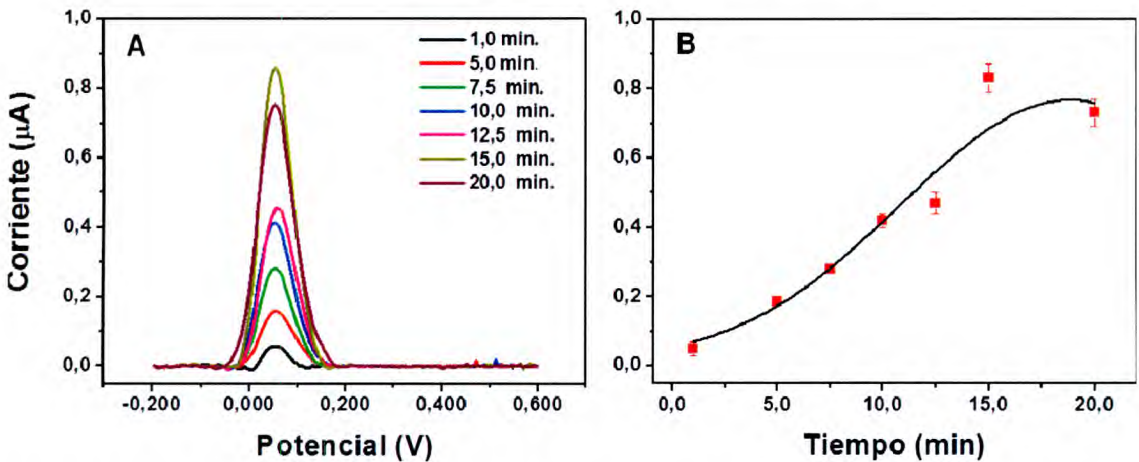 A
1,0 min.
5,0 min.
7,5 min.
10,0 min.
12,5 min.
15,0 min.
20,0 min.
1,0
0,8
0,6
0,4
0,2
0,0
-0,200
0,000
0,200
0,400
0,600
Corriente (µA)
Potencial (V)
B
1,0
0,8
0,6
0,4
0,2
0,0
0,0
5,0
10,0
15,0
20,0
Tiempo (min)